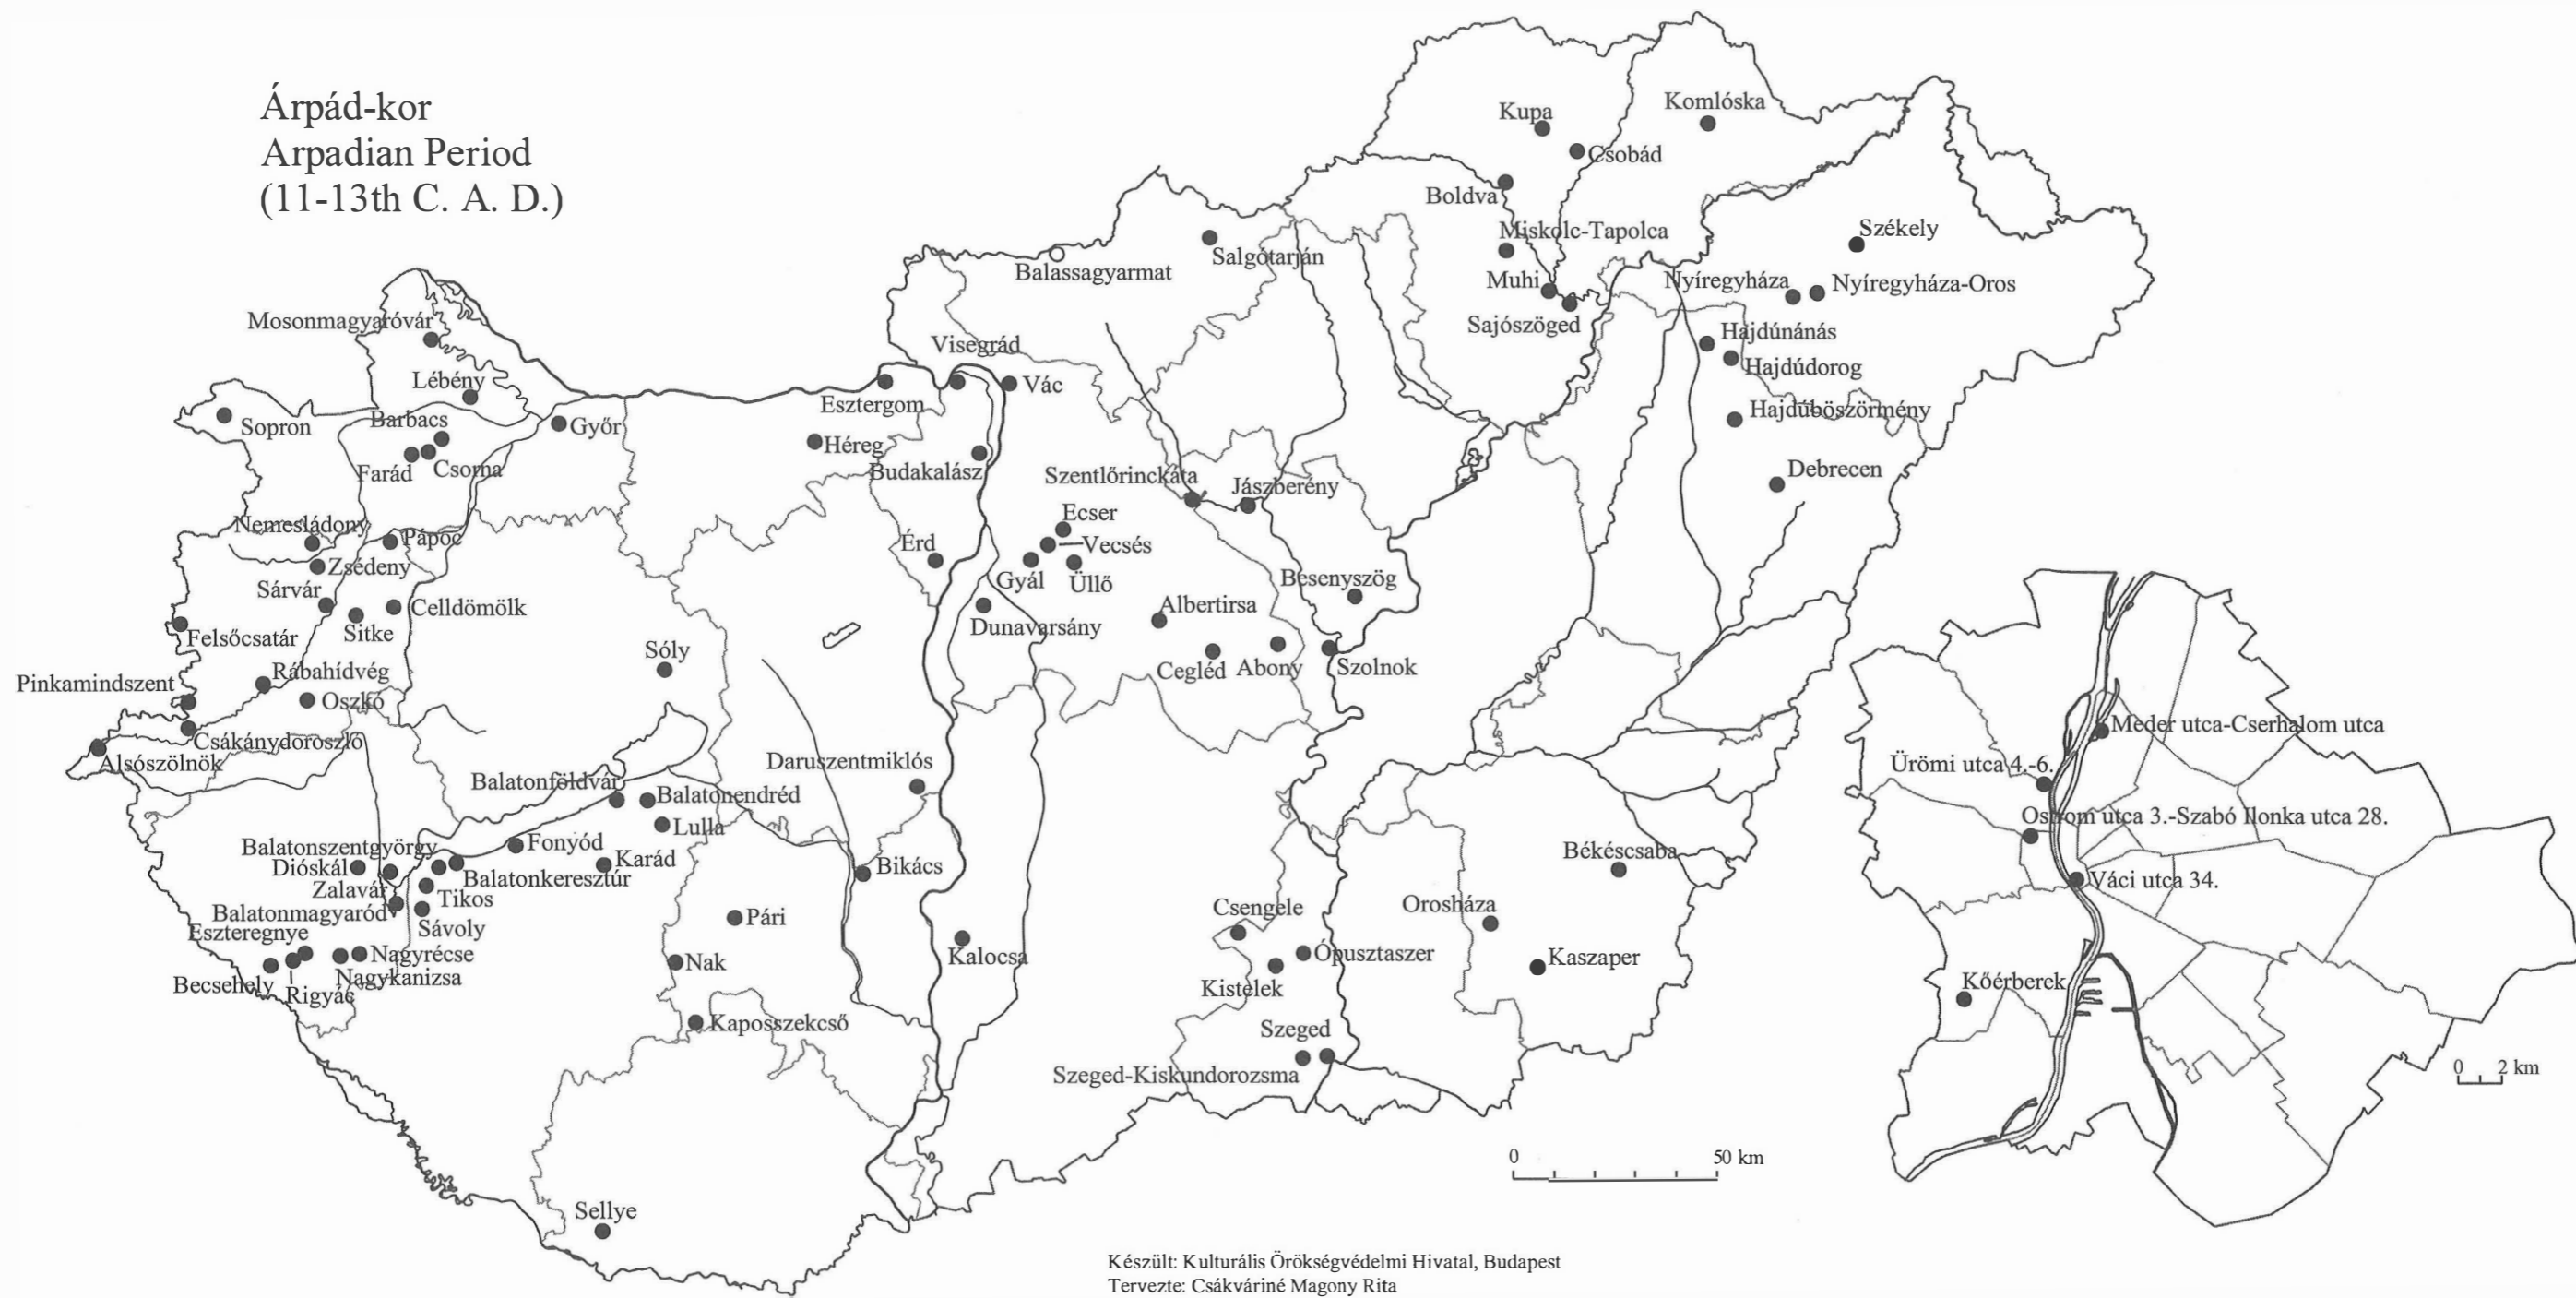 Árpád-kor
Arpadian Period
(11-13th C. A. D.)
Kupa
Komlóska
Csobád
Boldva
Miskolc-Tapolca
Székely
Balassagyarmat
Salgótarján
Muhi
Nyíregyháza
Nyíregyháza-Oros
Sajószöged
Hajdúnánás
Hajdúdorog
Hajdúböszörmény
Debrecen
Mosonmagyaróvár
Lébény
Visegrád
Vác
Esztergom
Sopron
Barbacs
Győr
Héreg
Farád
Csorna
Budakalász
Szentlőrinckáta
Jászberény
Ecser
Vecsés
Érd
Gyál
Üllő
Nemesládony
Pápoc
Zsédeny
Sárvár
Celldömölk
Sitke
Felsőcsatár
Besenyszög
Albertirsa
Dunavarsány
Cegléd
Abony
Szolnok
Sóly
Rábahídvég
Pinkamindszent
Oszkó
Csákánydoroszló
Alsószölnök
Daruszentmiklós
Balatonföldvár
Balatonendréd
Lulla
Fonyód
Karád
Balatonszentgyörgy
Dióskál
Balatonkeresztúr
Zalavár
Tikos
Balatonmagyaród
Sávoly
Bikács
Eszteregnye
Nagyrécse
Nagykanizsa
Becsehely
Rigyác
Pári
Nak
Kalocsa
Kaposszekcső
Sellye
Békéscsaba
Csengele
Orosháza
Ópusztaszer
Kaszaper
Kistelek
Szeged
Szeged-Kiskundorozsma
0 50 km
Meder utca-Cserhalom utca
Ürömi utca 4.-6.
Ostrom utca 3.-Szabó Ilonka utca 28.
Váci utca 34.
Kőérberek
0 2 km
Készült: Kulturális Örökségvédelmi Hivatal, Budapest
Tervezte: Csákváriné Magony Rita